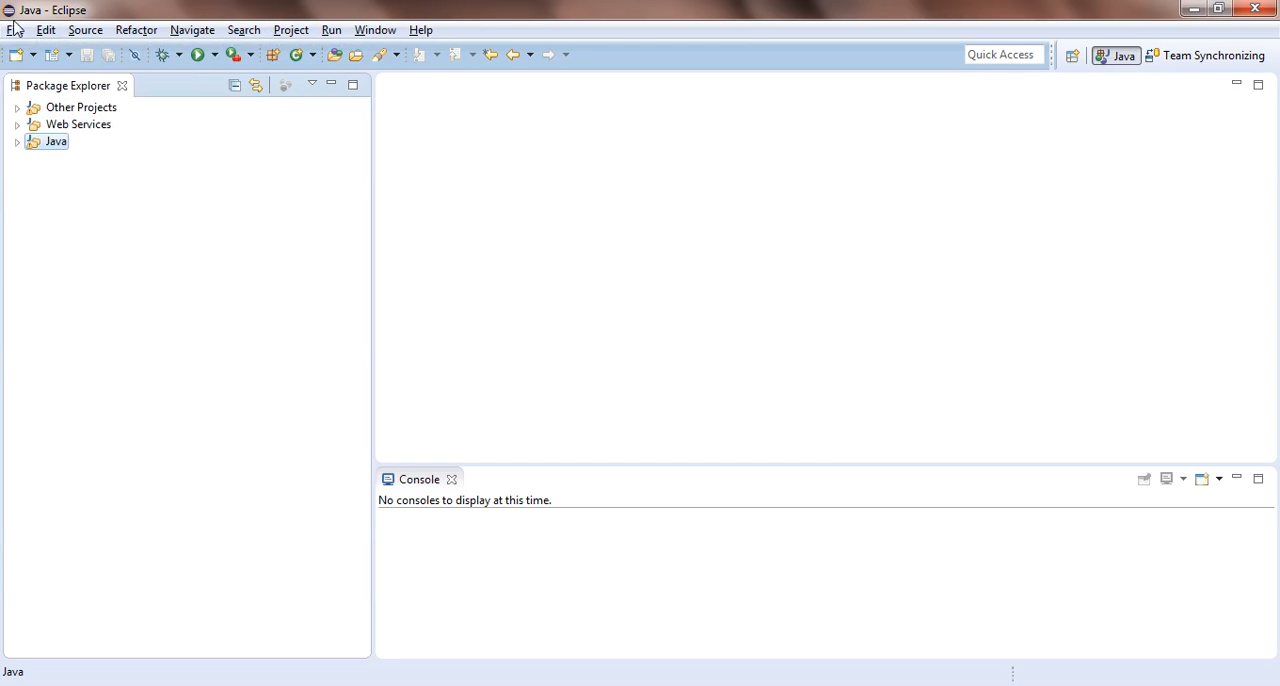 Java - Eclipse
Edit Source Refactor Navigate Search Project Run Window Help
Quick Access Java Team Synchronizing
Package Explorer
Other Projects
Web Services
Java
Console
No consoles to display at this time.
Java